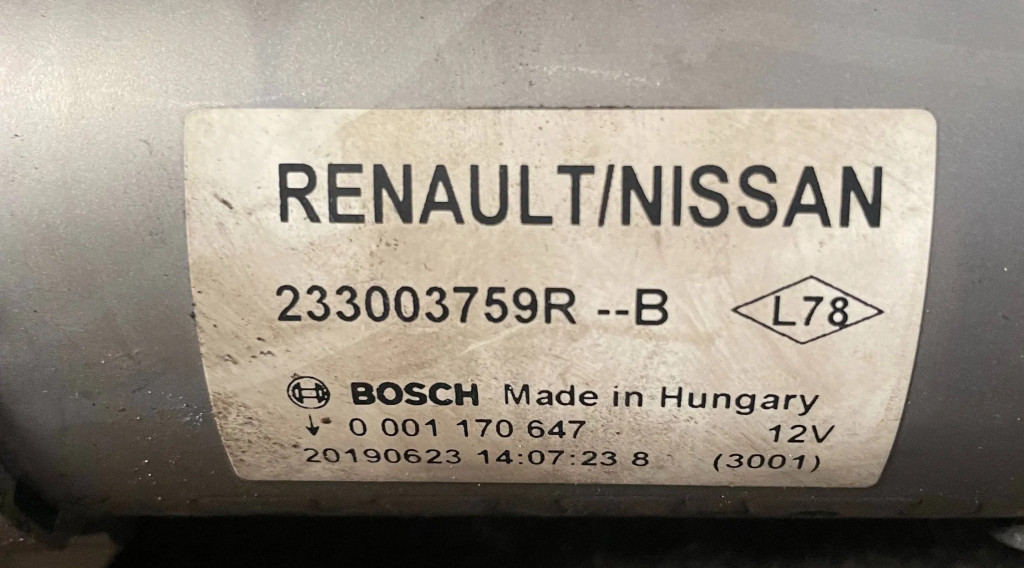 RENAULT/NISSAN
233003759R --B L78
BOSCH Made in Hungary
0 001 170 647 12V
20190623 14:07:23 8 (3001)